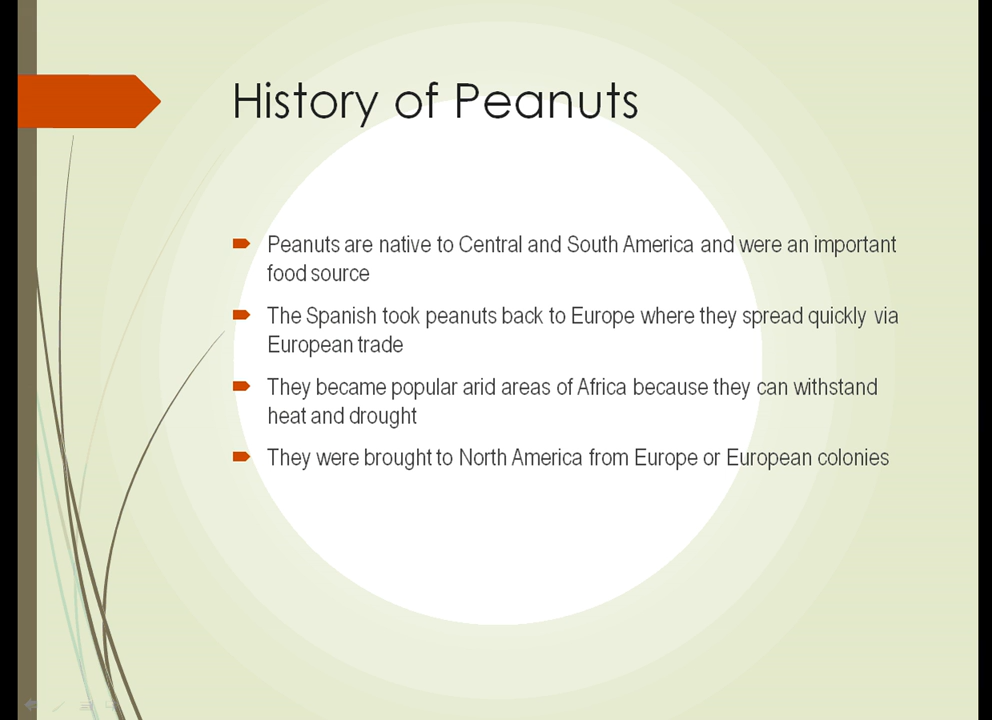 History of Peanuts
Peanuts are native to Central and South America and were an important
food source
The Spanish took peanuts back to Europe where they spread quickly via
European trade
They became popular arid areas of Africa because they can withstand
heat and drought
They were brought to North America from Europe or European colonies